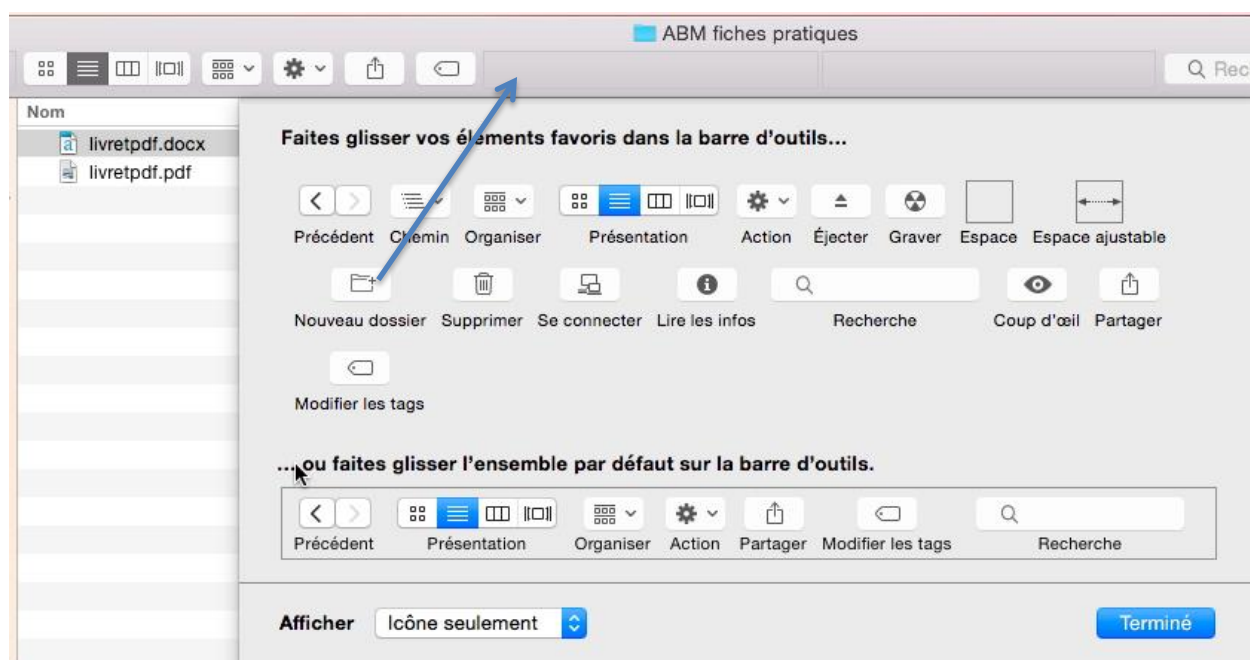 ABM fiches pratiques
Rec
Nom
livretpdf.docx
livretpdf.pdf
Faites glisser vos éléments favoris dans la barre d'outils...
Précédent Chemin Organiser Présentation Action Éjecter Graver Espace Espace ajustable
Nouveau dossier Supprimer Se connecter Lire les infos Recherche Coup d'œil Partager
Modifier les tags
... ou faites glisser l'ensemble par défaut sur la barre d'outils.
Précédent Présentation Organiser Action Partager Modifier les tags Recherche
Afficher Icône seulement Terminé